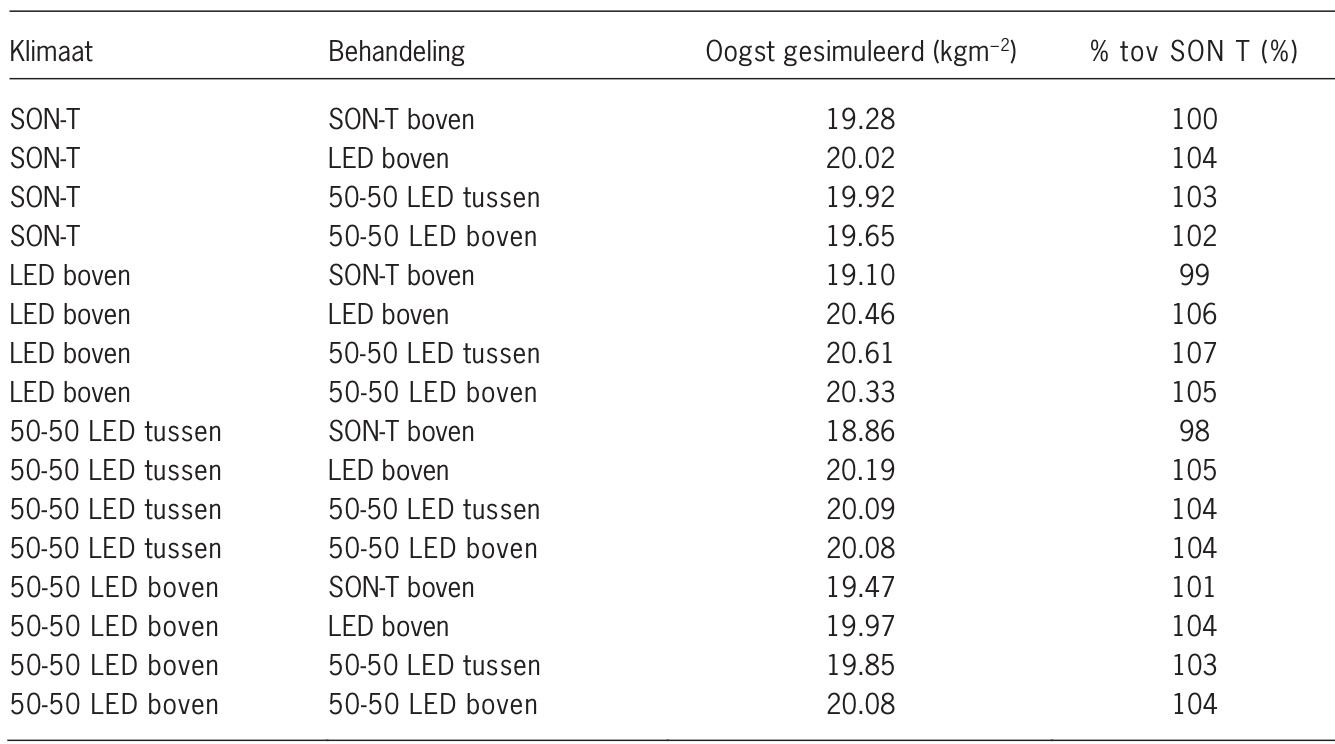 Klimaat Behandeling Oogst gesimuleerd (kgm⁻²) % tov SON T (%)
SON-T SON-T boven 19.28 100
SON-T LED boven 20.02 104
SON-T 50-50 LED tussen 19.92 103
SON-T 50-50 LED boven 19.65 102
LED boven SON-T boven 19.10 99
LED boven LED boven 20.46 106
LED boven 50-50 LED tussen 20.61 107
LED boven 50-50 LED boven 20.33 105
50-50 LED tussen SON-T boven 18.86 98
50-50 LED tussen LED boven 20.19 105
50-50 LED tussen 50-50 LED tussen 20.09 104
50-50 LED tussen 50-50 LED boven 20.08 104
50-50 LED boven SON-T boven 19.47 101
50-50 LED boven LED boven 19.97 104
50-50 LED boven 50-50 LED tussen 19.85 103
50-50 LED boven 50-50 LED boven 20.08 104